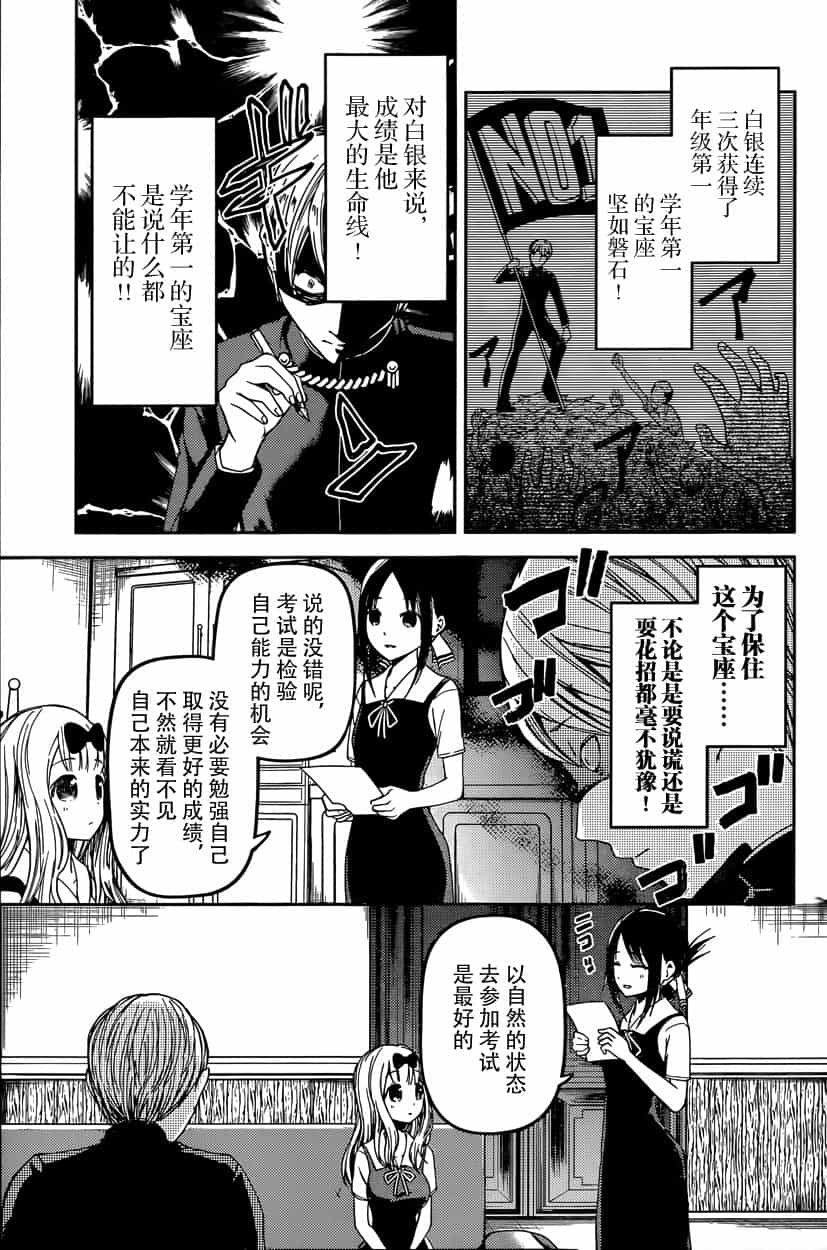 白银连续
三次获得了
年级第一
学年第一
的宝座
坚如磐石！
NO1
ア
ア
ア
对白银来说，
成绩是他
最大的生命线！
学年第一的宝座
是说什么都
不能让的！！
为了保住
这个宝座……
不论是是要说谎还是
耍花招都毫不犹豫！
ゴゴゴゴ
说的没错呢，
考试是检验
自己能力的机会
没有必要勉强自己
取得更好的成绩，
不然就看不见
自己本来的实力了
ニコッ
以自然的状态
去参加考试
是最好的